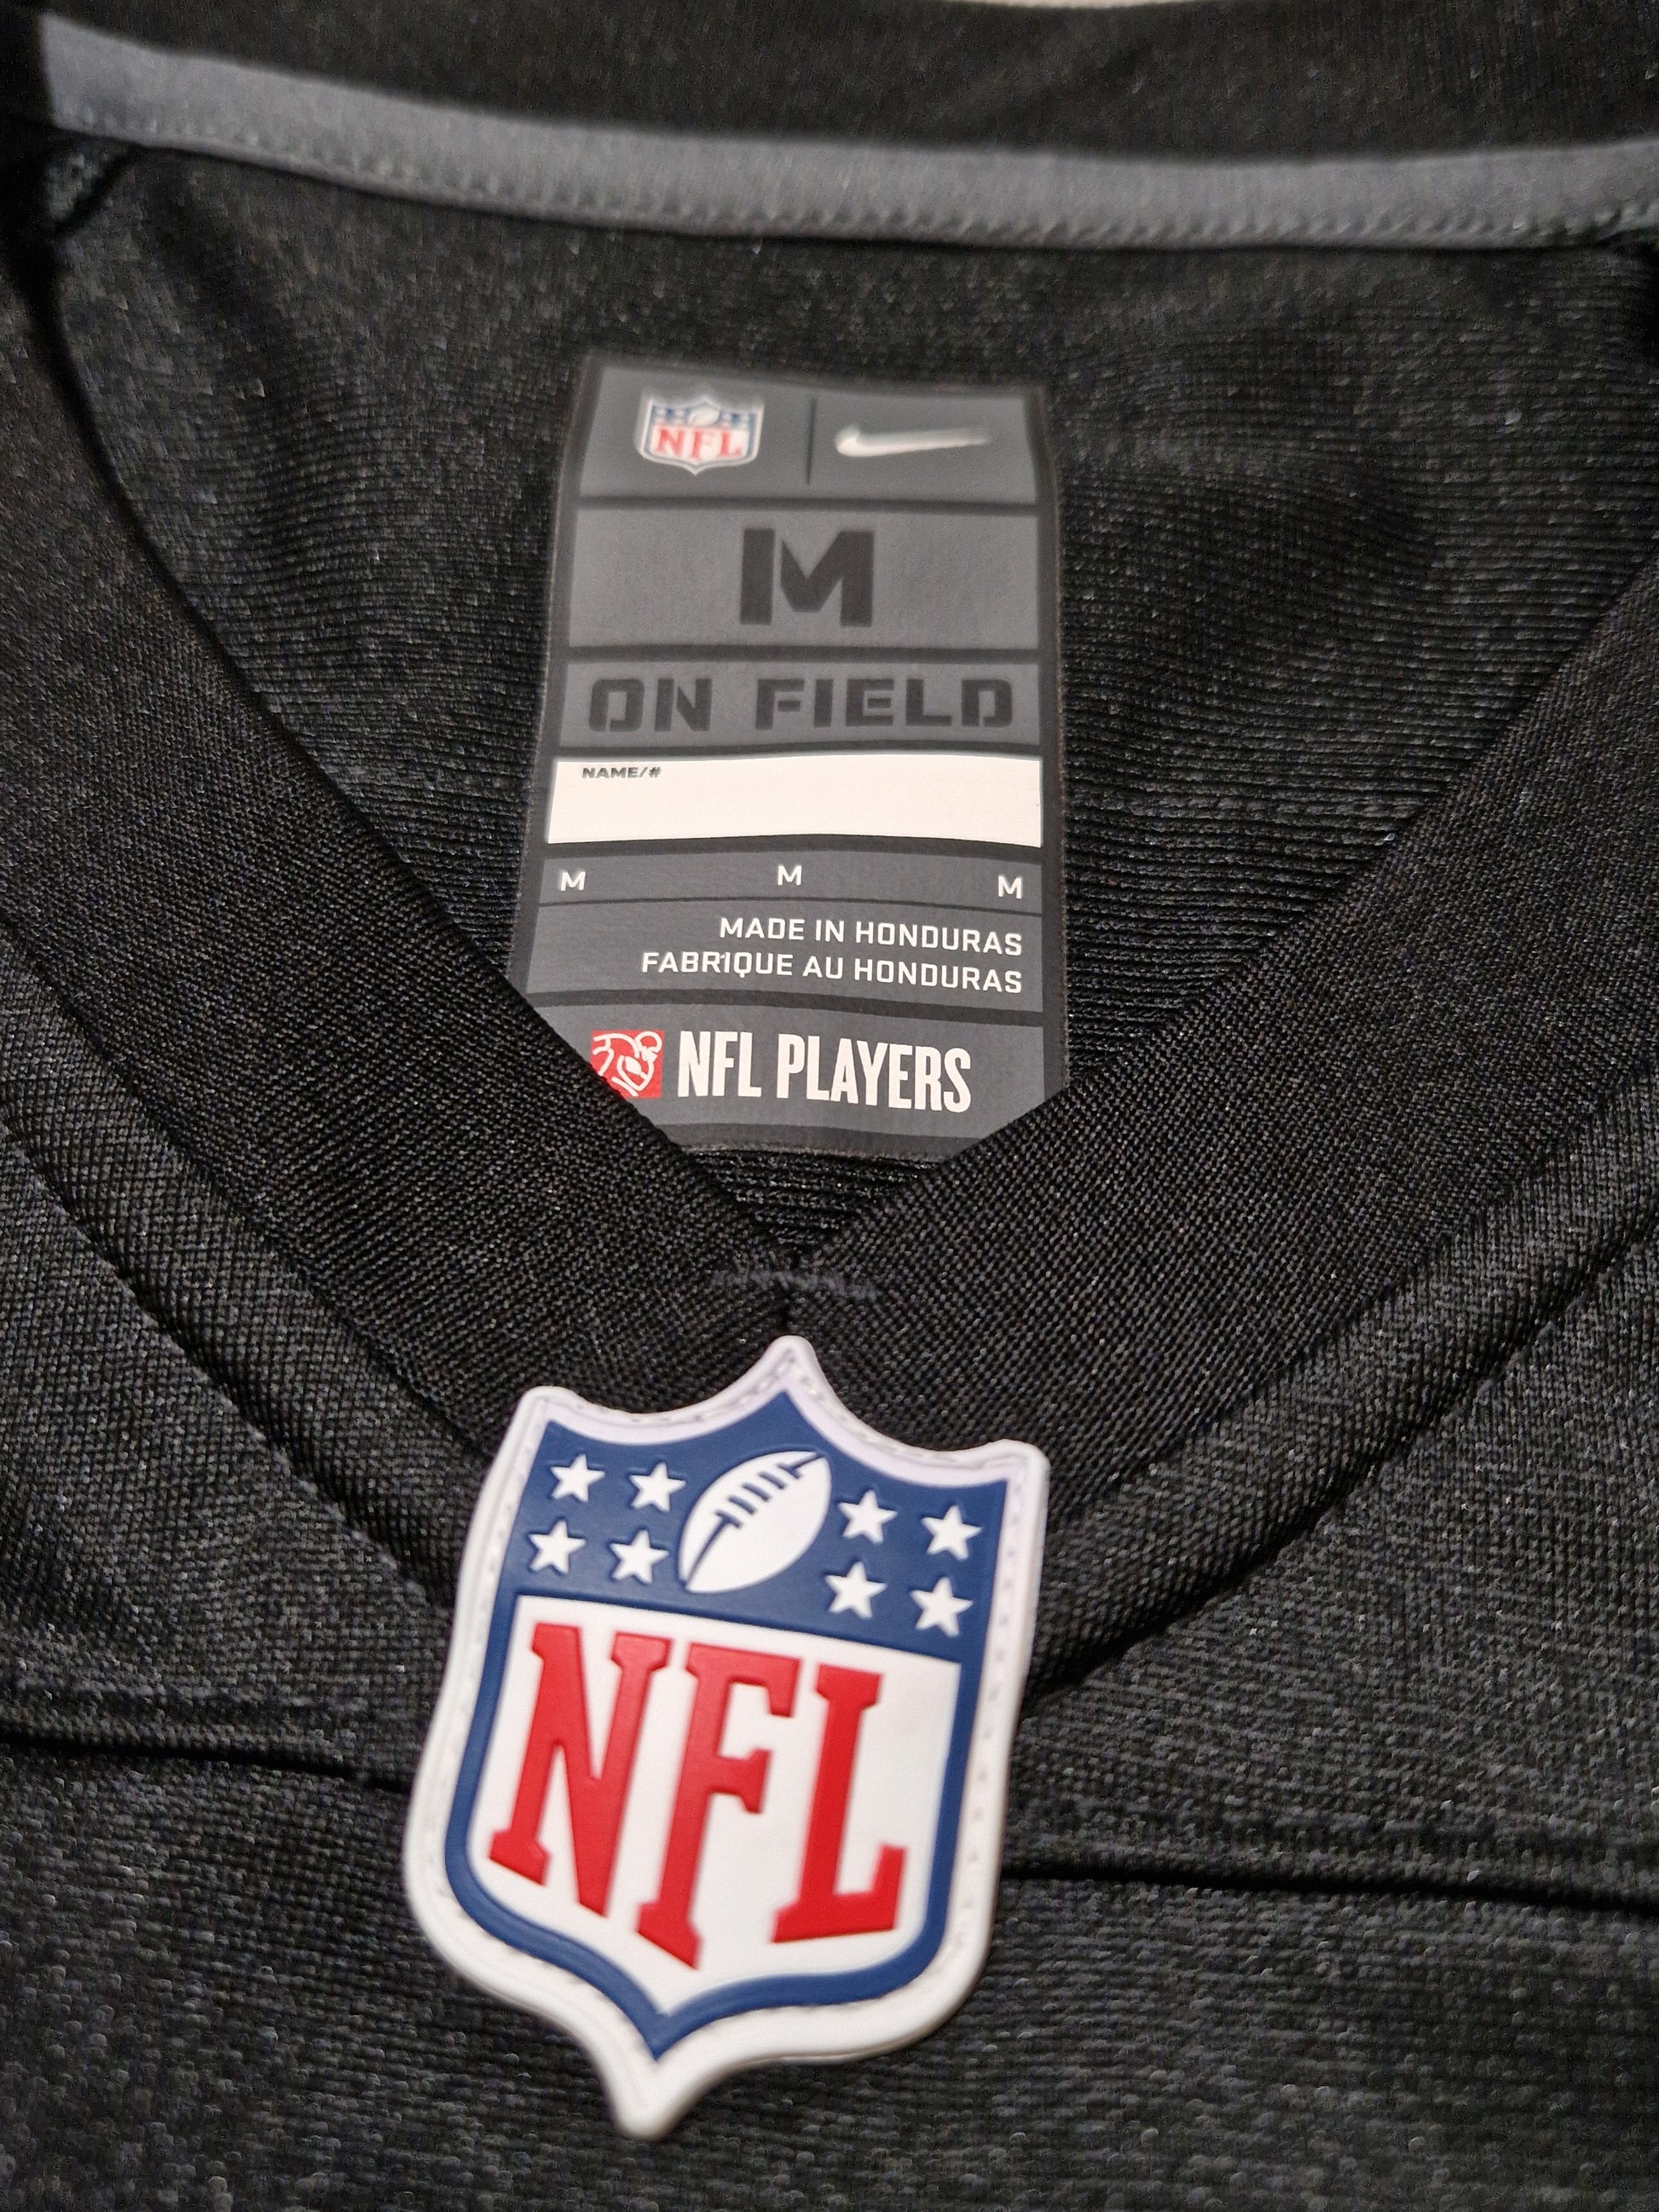 NFL
M
ON FIELD
NAME/#
M M M
MADE IN HONDURAS
FABRIQUE AU HONDURAS
NFL PLAYERS
NFL